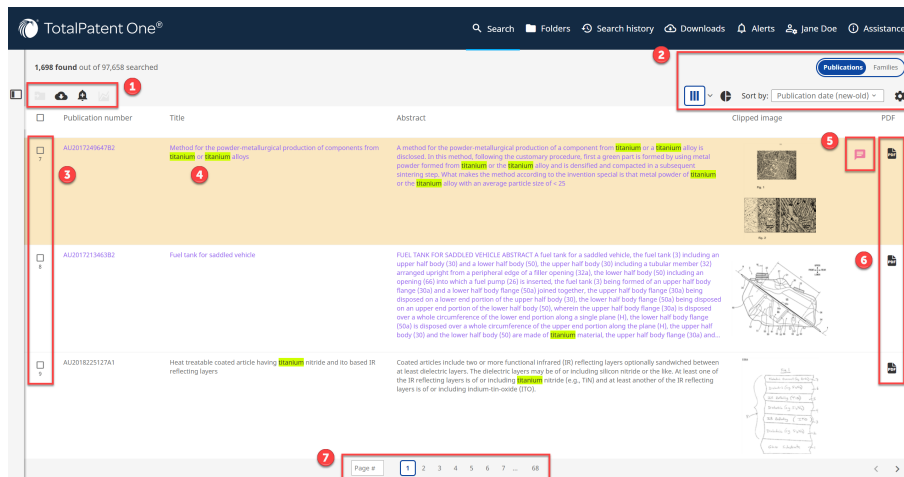 TotalPatent One®
Search Folders Search history Downloads Alerts Jane Doe Assistance
1,698 found out of 97,658 searched
2
Publications Families
1
Sort by: Publication date (new-old)
Publication number Title Abstract Clipped image PDF
7
AU2017249647B2
Method for the powder-metallurgical production of components from
titanium or titanium alloys
A method for the powder-metallurgical production of a component from titanium or a titanium alloy is
disclosed. In this method, following the customary procedure, first a green part is formed by using metal
powder formed from titanium or the titanium alloy and is densified and compacted in a subsequent
sintering step. What makes the method according to the invention special is that metal powder of titanium
or the titanium alloy with an average particle size of < 25
Fig. 1
5
PDF
3
4
8
AU2017213463B2
Fuel tank for saddled vehicle
FUEL TANK FOR SADDLED VEHICLE ABSTRACT A fuel tank for a saddled vehicle, the fuel tank (3) including an
upper half body (30) and a lower half body (50), the upper half body (30) including a tubular member (32)
arranged upright from a peripheral edge of a filler opening (32a), the lower half body (50) including an
opening (66) into which a fuel pump (26) is inserted, the fuel tank (3) being formed of an upper half body
flange (30a) and a lower half body flange (50a) joined together, the upper half body flange (30a) being
disposed on a lower end portion of the upper half body (30), the lower half body flange (50a) being disposed
on an upper end portion of the lower half body (50), wherein the upper half body flange (30a) is disposed
over a whole circumference of the lower end portion along a single plane (H), the lower half body flange
(50a) is disposed over a whole circumference of the upper end portion along the plane (H), the upper half
body (30) and the lower half body (50) are made of titanium material, the upper half body flange (30a) and...
PDF
6
9
AU2018225127A1
Heat treatable coated article having titanium nitride and ito based IR
reflecting layers
Coated articles include two or more functional infrared (IR) reflecting layers optionally sandwiched between
at least dielectric layers. The dielectric layers may be of or including silicon nitride or the like. At least one of
the IR reflecting layers is of or including titanium nitride (e.g., TiN) and at least another of the IR reflecting
layers is of or including indium-tin-oxide (ITO).
PDF
7
Page # 1 2 3 4 5 6 7 ... 68